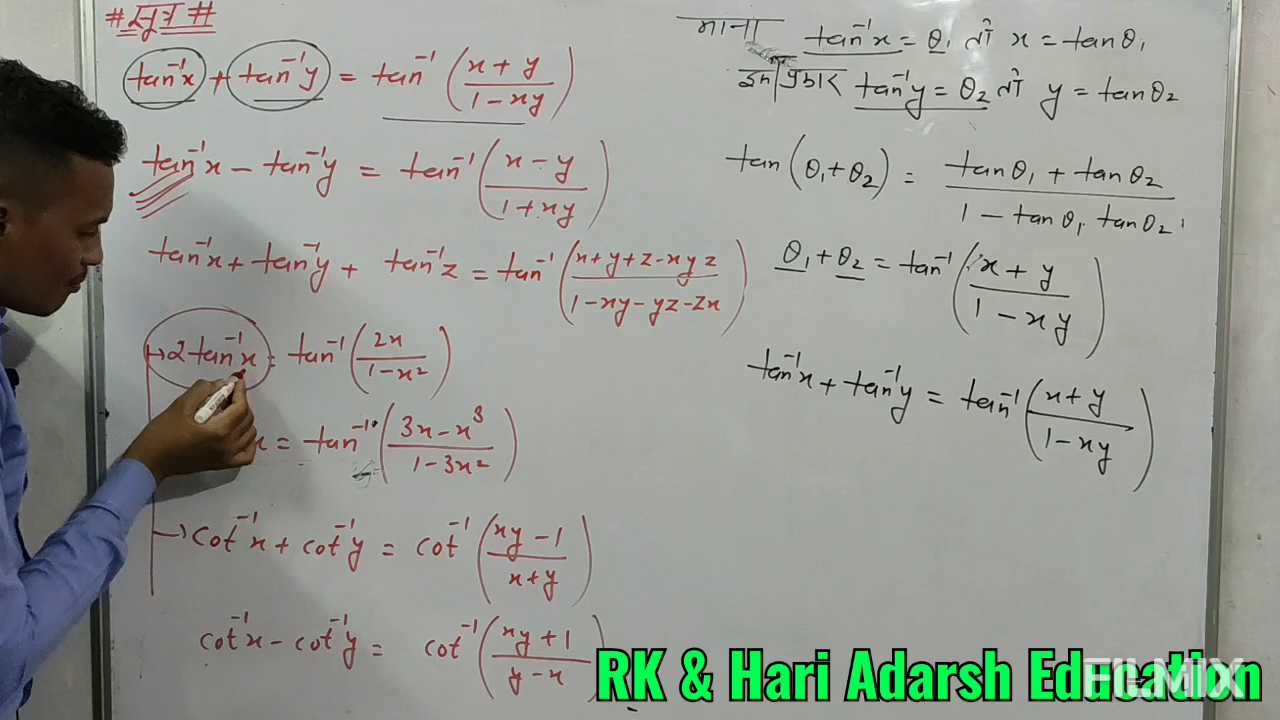 # सूत्र #
tan⁻¹x + tan⁻¹y = tan⁻¹((x + y)/(1 - xy))
tan⁻¹x - tan⁻¹y = tan⁻¹((x - y)/(1 + xy))
tan⁻¹x + tan⁻¹y + tan⁻¹z = tan⁻¹((x+y+z-xyz)/(1-xy-yz-zx))
2tan⁻¹x = tan⁻¹(2x/(1-x²))
x = tan⁻¹((3x-x³)/(1-3x²))
cot⁻¹x + cot⁻¹y = cot⁻¹((xy-1)/(x+y))
cot⁻¹x - cot⁻¹y = cot⁻¹((xy+1)/(y-x))
माना tan⁻¹x = θ₁ तो x = tanθ₁
इस प्रकार tan⁻¹y = θ₂ तो y = tanθ₂
tan(θ₁+θ₂) = (tanθ₁ + tanθ₂)/(1 - tanθ₁.tanθ₂)
θ₁ + θ₂ = tan⁻¹((x + y)/(1 - xy))
tan⁻¹x + tan⁻¹y = tan⁻¹((x+y)/(1-xy))
RK & Hari Adarsh Education
FILMIX